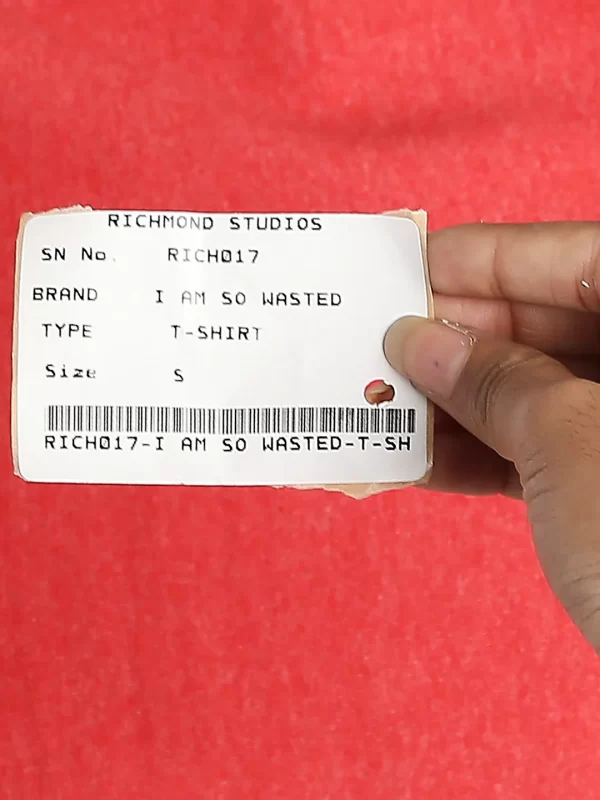 RICHMOND STUDIOS
SN No. RICH017
BRAND I AM SO WASTED
TYPE T-SHIRT
Size S
RICH017-I AM SO WASTED-T-SH